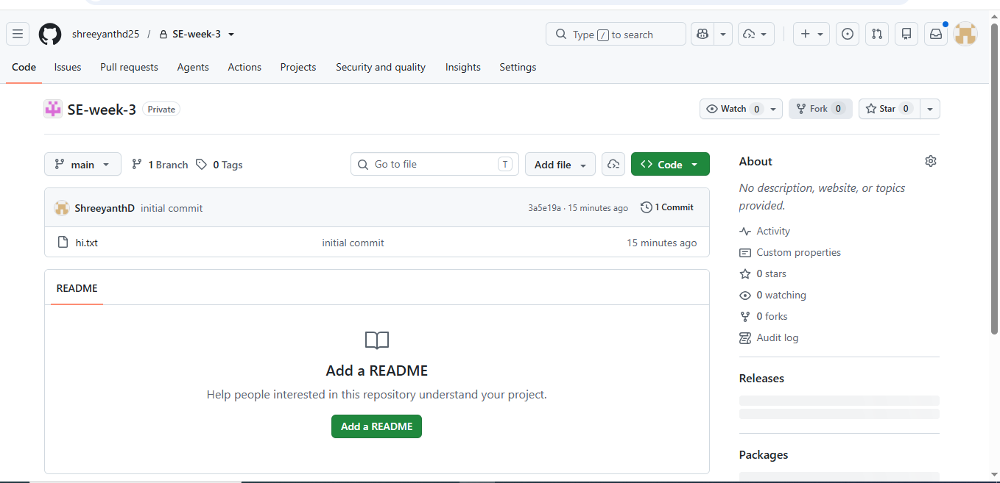 shreeyanthd25 / SE-week-3
Type / to search
Code Issues Pull requests Agents Actions Projects Security and quality Insights Settings
SE-week-3 Private
Watch 0 Fork 0 Star 0
main 1 Branch 0 Tags
Go to file T Add file Code
ShreeyanthD initial commit 3a5e19a · 15 minutes ago 1 Commit
hi.txt initial commit 15 minutes ago
README
Add a README
Help people interested in this repository understand your project.
Add a README
About
No description, website, or topics
provided.
Activity
Custom properties
0 stars
0 watching
0 forks
Audit log
Releases
Packages